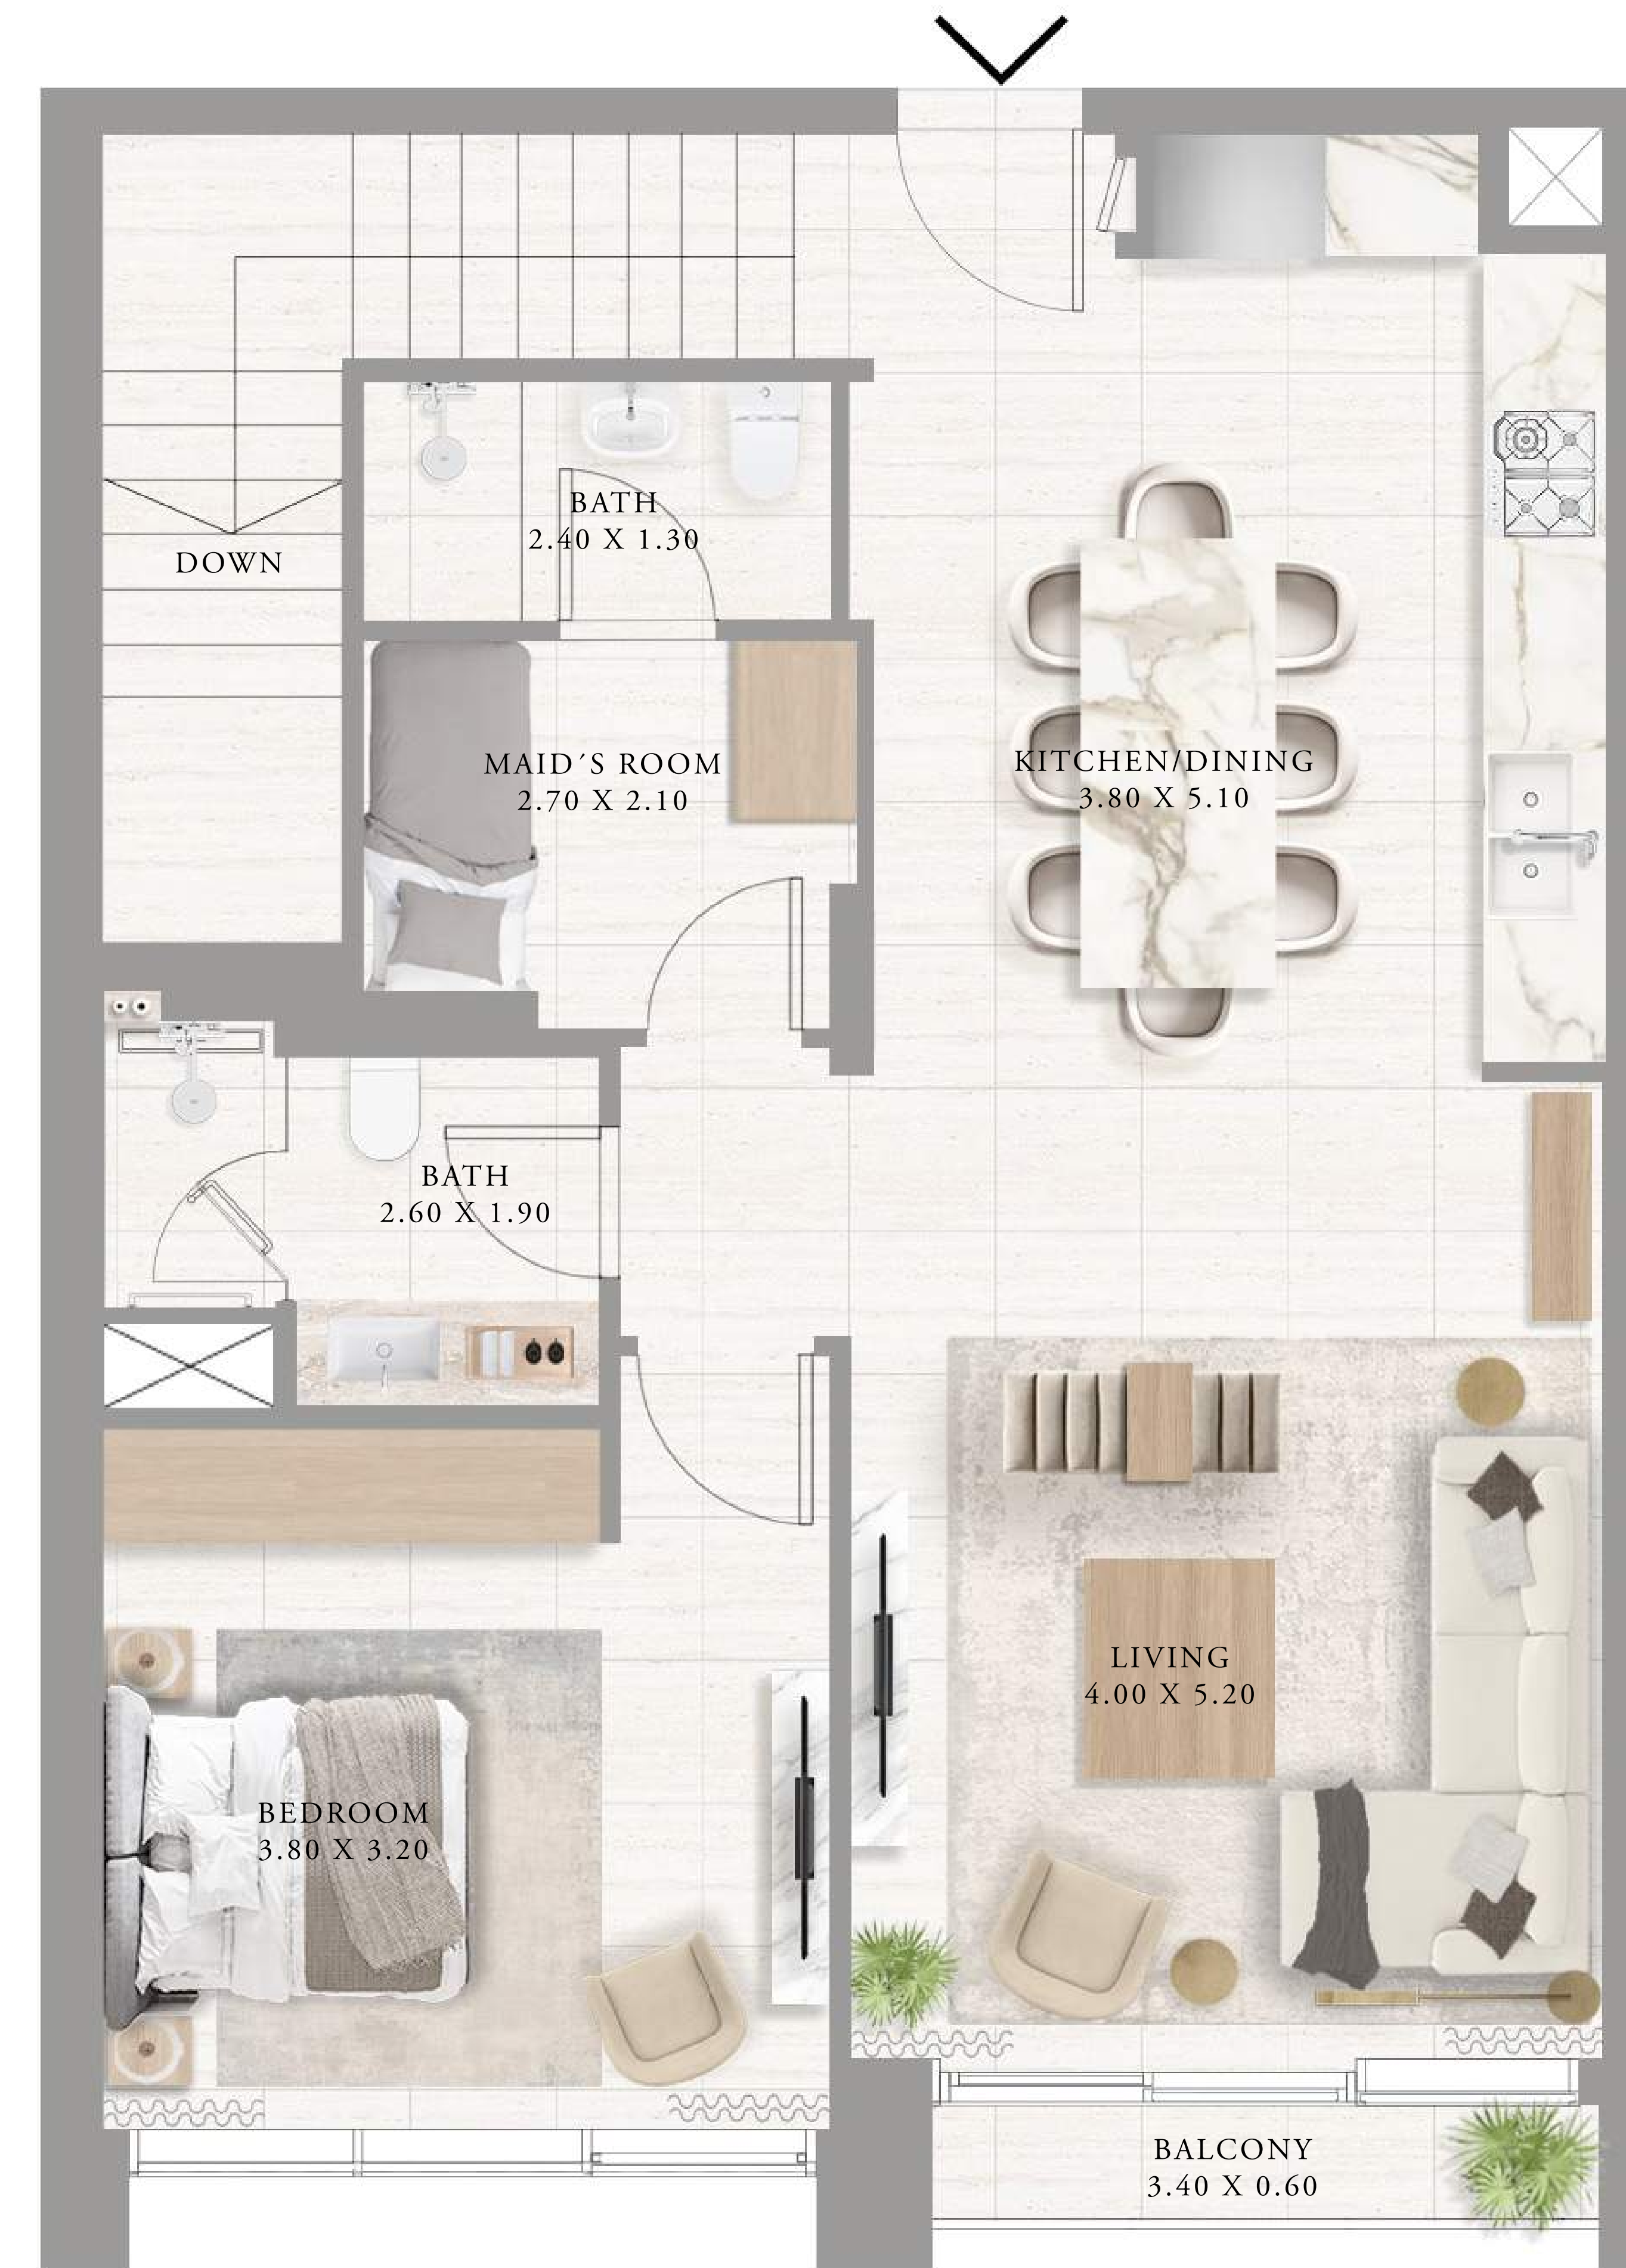 BATH
2.40 X 1.30
DOWN
MAID´S ROOM
2.70 X 2.10
KITCHEN/DINING
3.80 X 5.10
BATH
2.60 X 1.90
LIVING
4.00 X 5.20
BEDROOM
3.80 X 3.20
BALCONY
3.40 X 0.60